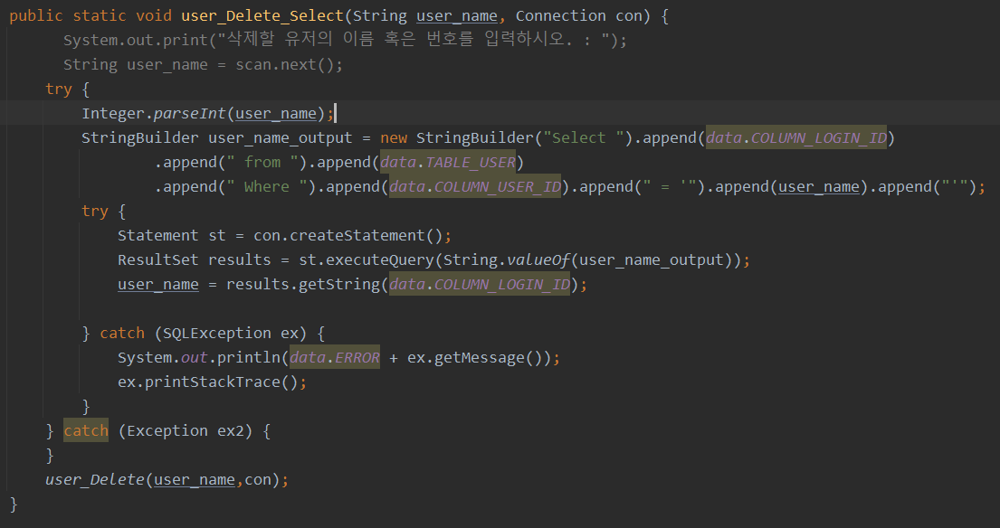 public static void user_Delete_Select(String user_name, Connection con) {
System.out.print("삭제할 유저의 이름 혹은 번호를 입력하시오. : ");
String user_name = scan.next();
try {
Integer.parseInt(user_name);
StringBuilder user_name_output = new StringBuilder("Select ").append(data.COLUMN_LOGIN_ID)
.append(" from ").append(data.TABLE_USER)
.append(" Where ").append(data.COLUMN_USER_ID).append(" = '").append(user_name).append("'");
try {
Statement st = con.createStatement();
ResultSet results = st.executeQuery(String.valueOf(user_name_output));
user_name = results.getString(data.COLUMN_LOGIN_ID);
} catch (SQLException ex) {
System.out.println(data.ERROR + ex.getMessage());
ex.printStackTrace();
}
} catch (Exception ex2) {
}
user_Delete(user_name,con);
}